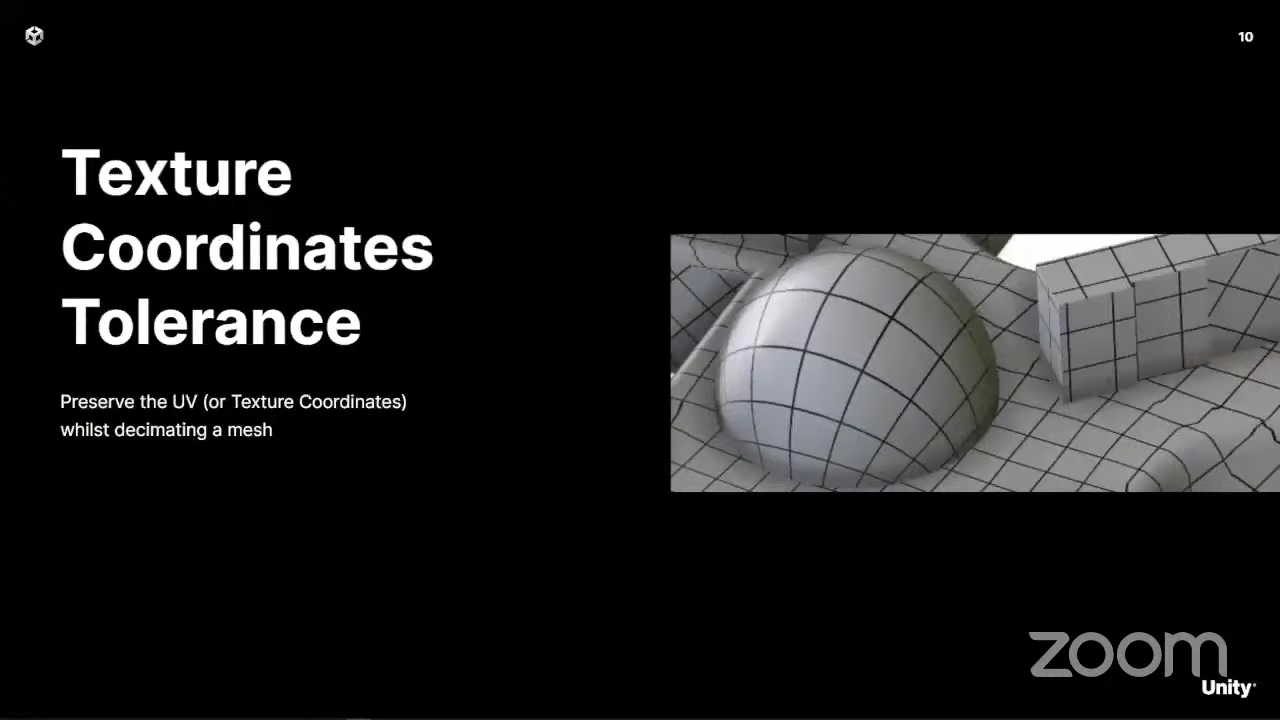 10
Texture
Coordinates
Tolerance
Preserve the UV (or Texture Coordinates)
whilst decimating a mesh
zoom
Unity